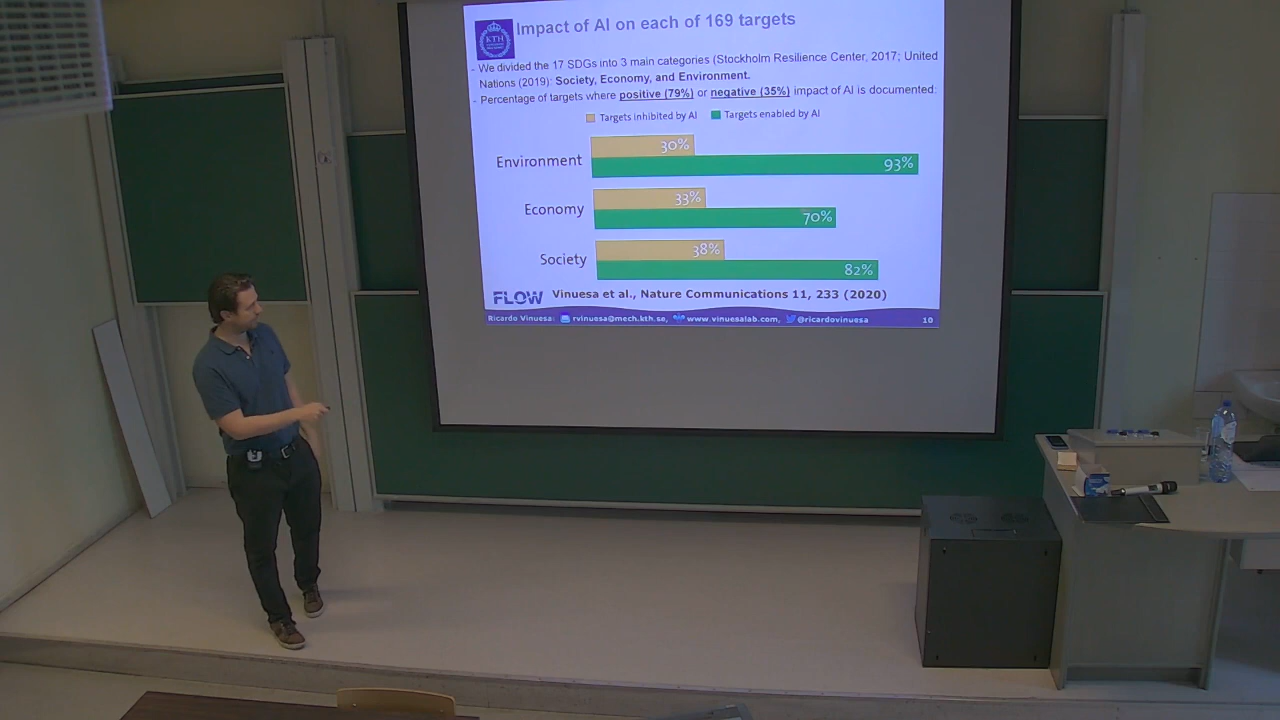 KTH
Impact of AI on each of 169 targets
- We divided the 17 SDGs into 3 main categories (Stockholm Resilience Center, 2017; United
Nations (2019): Society, Economy, and Environment.
- Percentage of targets where positive (79%) or negative (35%) impact of AI is documented:
Targets inhibited by AI Targets enabled by AI
30%
Environment 93%
33%
Economy 70%
38%
Society 82%
FLOW Vinuesa et al., Nature Communications 11, 233 (2020)
Ricardo Vinuesa: rvinuesa@mech.kth.se, www.vinuesalab.com, @ricardovinuesa 10